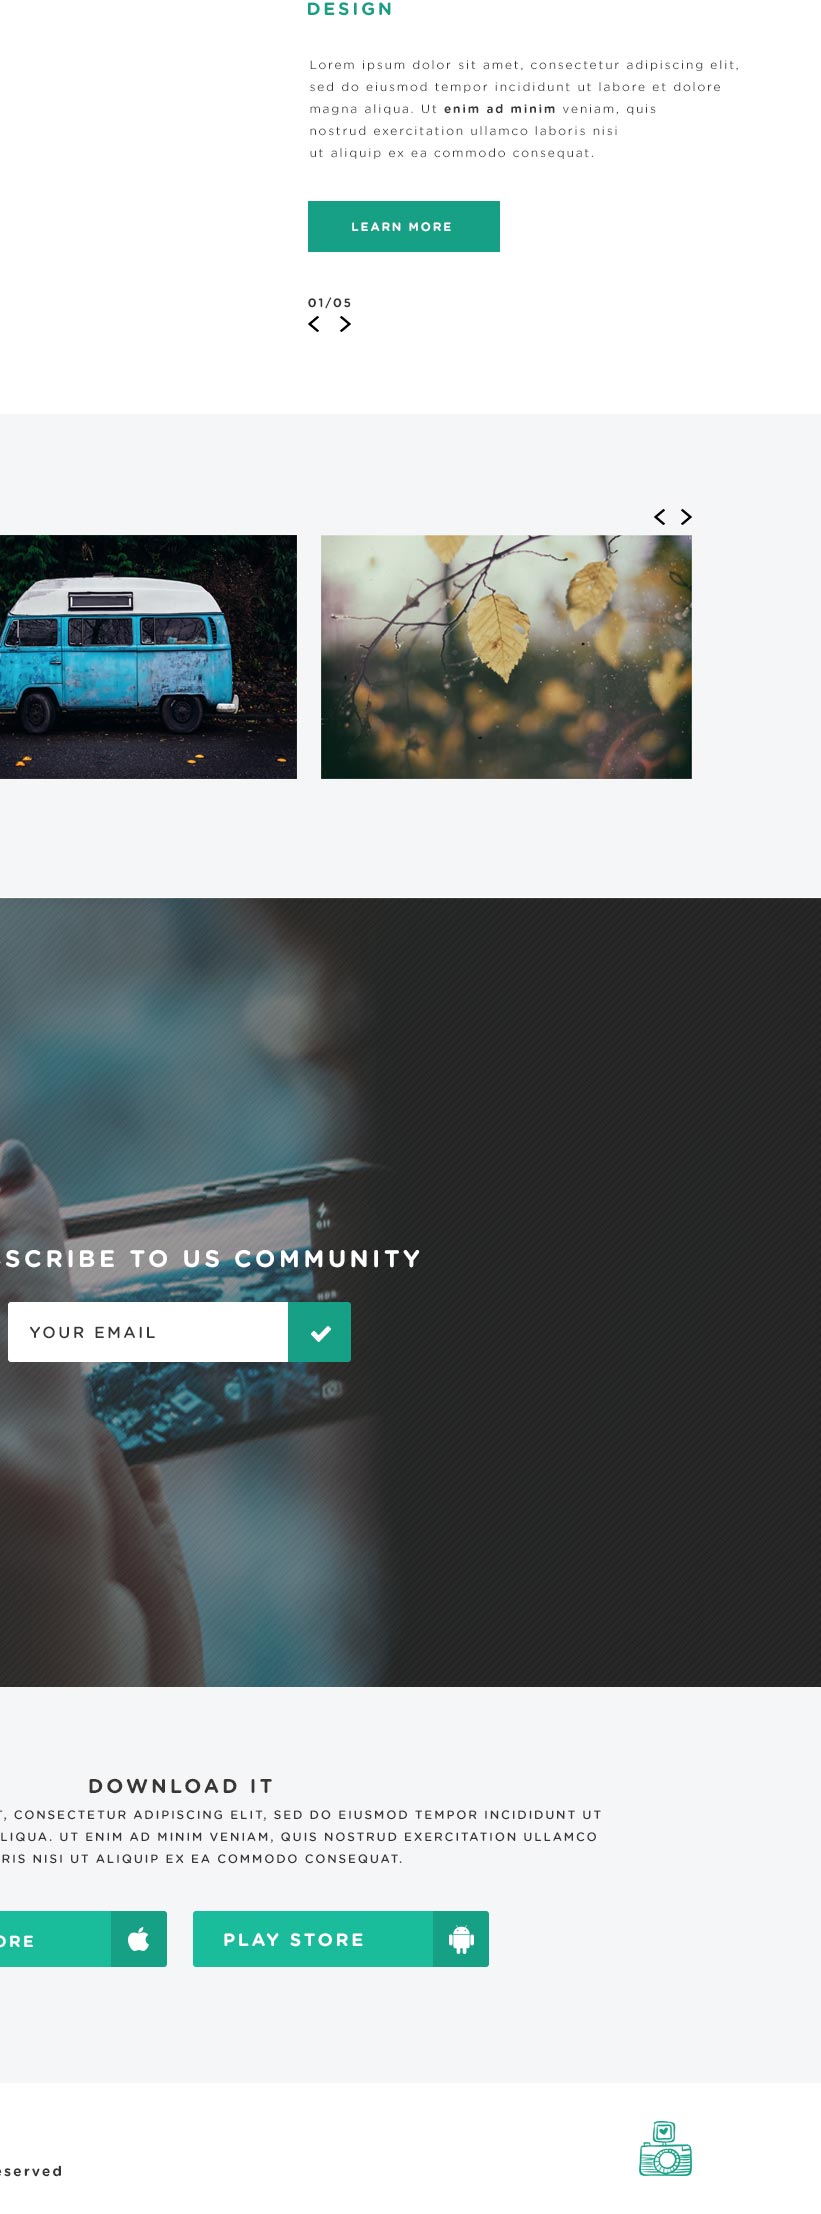 DESIGN
Lorem ipsum dolor sit amet, consectetur adipiscing elit,
sed do eiusmod tempor incididunt ut labore et dolore
magna aliqua. Ut enim ad minim veniam, quis
nostrud exercitation ullamco laboris nisi
ut aliquip ex ea commodo consequat.
LEARN MORE
01/05
Off
HDR
SCRIBE TO US COMMUNITY
YOUR EMAIL
DOWNLOAD IT
, CONSECTETUR ADIPISCING ELIT, SED DO EIUSMOD TEMPOR INCIDIDUNT UT
LIQUA. UT ENIM AD MINIM VENIAM, QUIS NOSTRUD EXERCITATION ULLAMCO
RIS NISI UT ALIQUIP EX EA COMMODO CONSEQUAT.
ORE
PLAY STORE
eserved